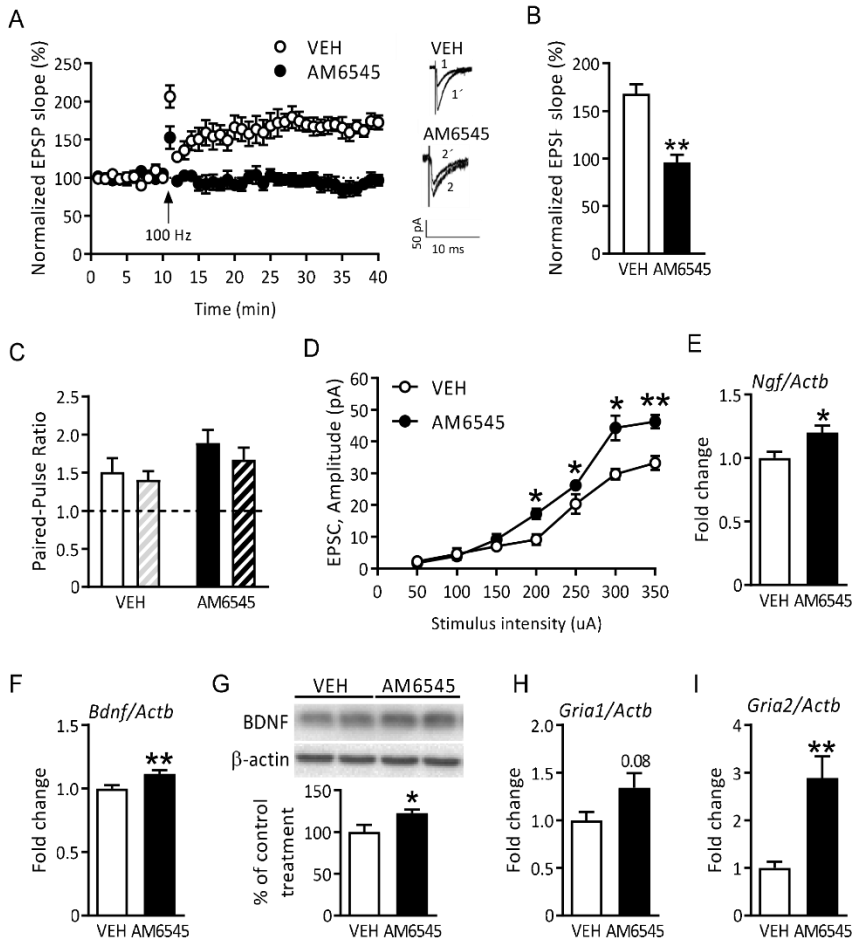 A
VEH
AM6545
Normalized EPSP slope (%)
250
200
150
100
50
0
100 Hz
0 5 10 15 20 25 30 35 40
Time (min)
VEH
1
1´
AM6545
2´
2
50 pA
10 ms
B
Normalized EPSP slope (%)
200
150
100
50
0
**
VEH AM6545
C
Paired-Pulse Ratio
2.5
2.0
1.5
1.0
0.5
0
VEH AM6545
D
VEH
AM6545
EPSC, Amplitude (pA)
60
50
40
30
20
10
0
* * * **
0 50 100 150 200 250 300 350
Stimulus intensity (uA)
E
Ngf/Actb
Fold change
1.5
1.0
0.5
0
*
VEH AM6545
F
Bdnf/Actb
Fold change
1.5
1.0
0.5
0
**
VEH AM6545
G
VEH AM6545
BDNF
β-actin
% of control
treatment
150
100
50
0
*
VEH AM6545
H
Gria1/Actb
Fold change
2.0
1.5
1.0
0.5
0
0.08
VEH AM6545
I
Gria2/Actb
Fold change
4
3
2
1
0
**
VEH AM6545